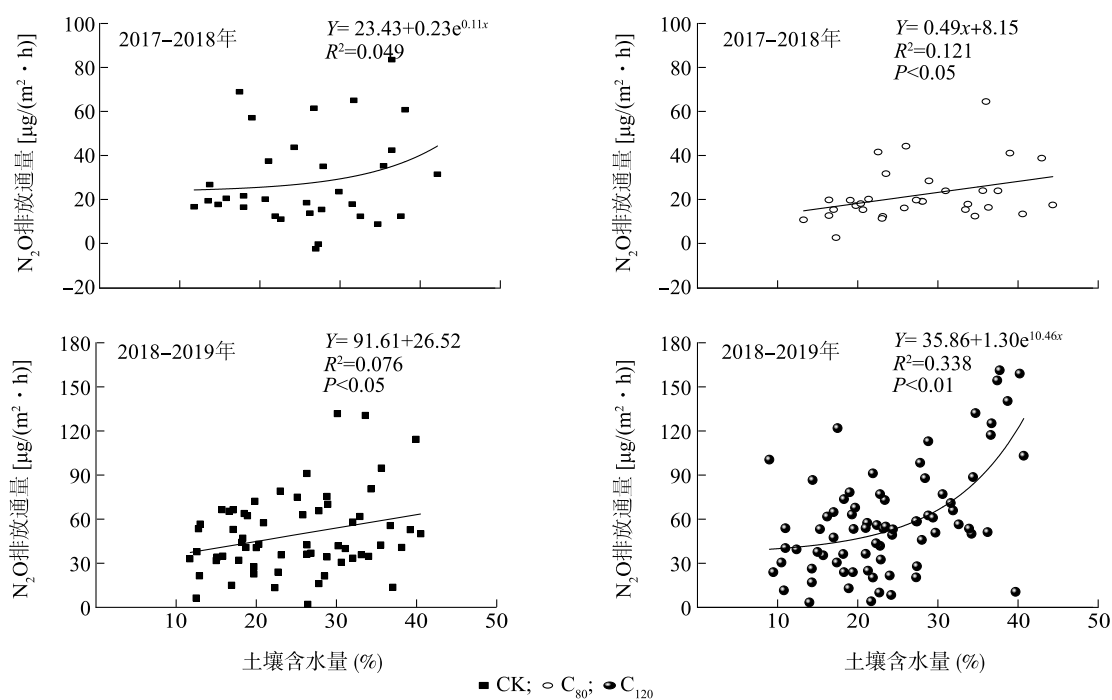 100
80
60
40
20
0
−20
N₂O排放通量 [μg/(m²·h)]
2017−2018年
Y= 23.43+0.23e^0.11x
R²=0.049
100
80
60
40
20
0
−20
N₂O排放通量 [μg/(m²·h)]
2017−2018年
Y= 0.49x+8.15
R²=0.121
P<0.05
180
150
120
90
60
30
0
N₂O排放通量 [μg/(m²·h)]
2018−2019年
Y= 91.61+26.52
R²=0.076
P<0.05
10 20 30 40 50
土壤含水量 (%)
180
150
120
90
60
30
0
N₂O排放通量 [μg/(m²·h)]
2018−2019年
Y= 35.86+1.30e^10.46x
R²=0.338
P<0.01
10 20 30 40 50
土壤含水量 (%)
■ CK; ○ C₈₀; ● C₁₂₀